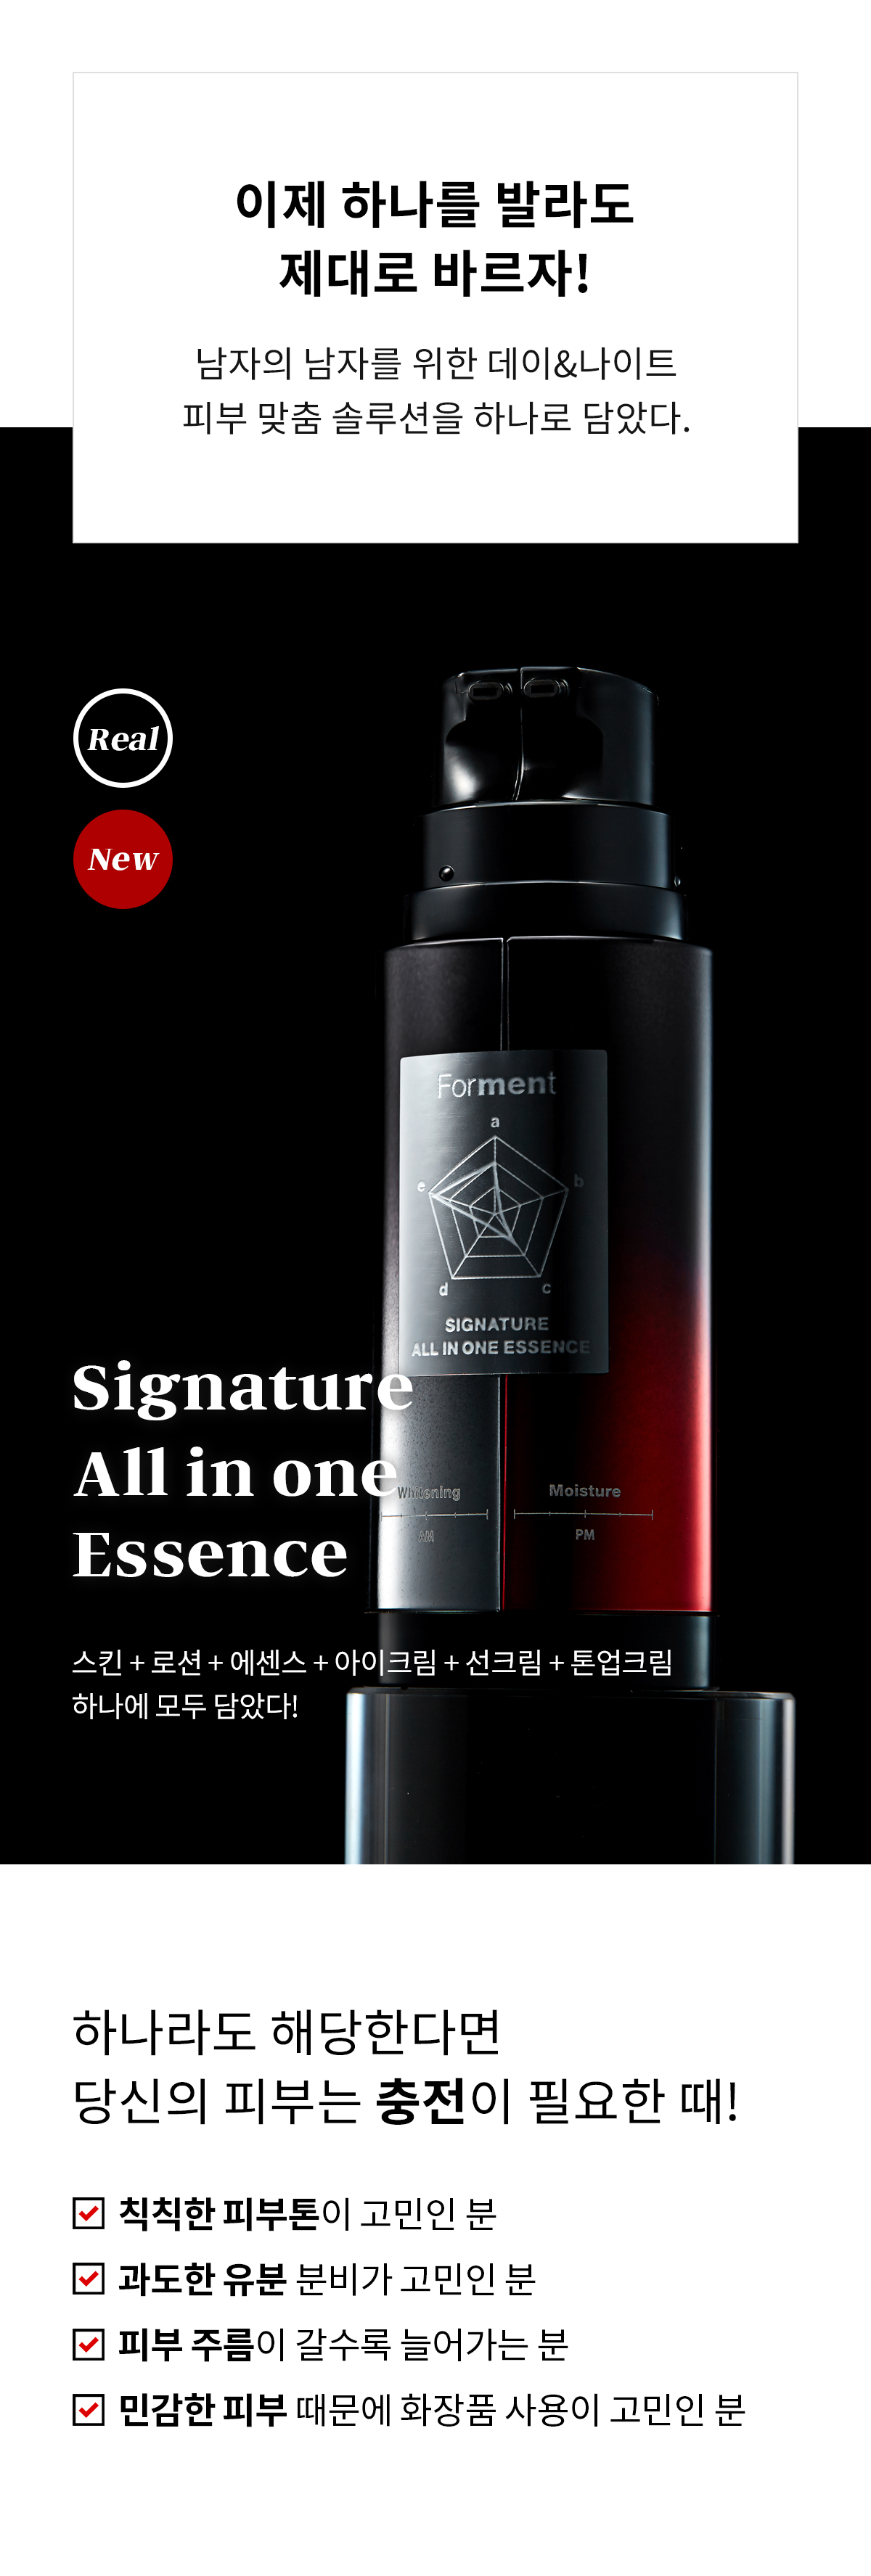 이제 하나를 발라도
제대로 바르자!
남자의 남자를 위한 데이&나이트
피부 맞춤 솔루션을 하나로 담았다.
Real
New
Forment
a
e
b
d
c
SIGNATURE
ALL IN ONE ESSENCE
Signature
All in one
Essence
Whitening
Moisture
AM
PM
스킨 + 로션 + 에센스 + 아이크림 + 선크림 + 톤업크림
하나에 모두 담았다!
하나라도 해당한다면
당신의 피부는 충전이 필요한 때!
칙칙한 피부톤이 고민인 분
과도한 유분 분비가 고민인 분
피부 주름이 갈수록 늘어가는 분
민감한 피부 때문에 화장품 사용이 고민인 분